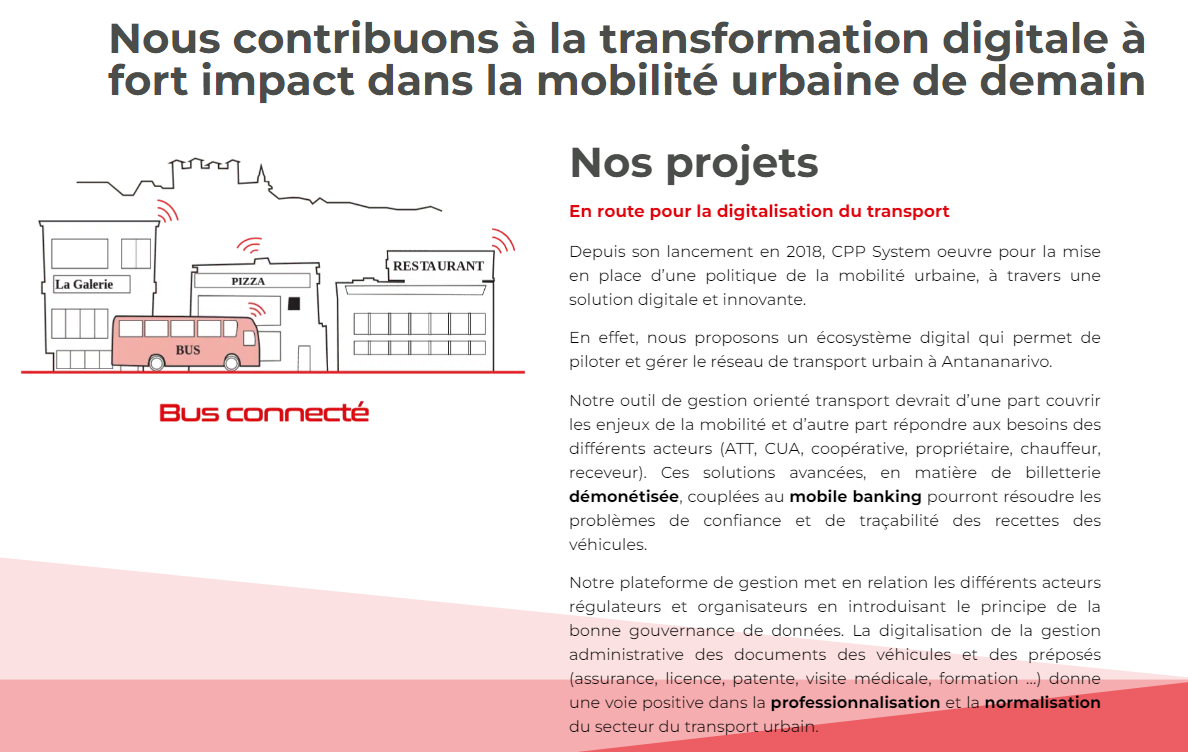 Nous contribuons à la transformation digitale à
fort impact dans la mobilité urbaine de demain
La Galerie
PIZZA
RESTAURANT
BUS
Bus connecté
Nos projets
En route pour la digitalisation du transport
Depuis son lancement en 2018, CPP System oeuvre pour la mise
en place d’une politique de la mobilité urbaine, à travers une
solution digitale et innovante.
En effet, nous proposons un écosystème digital qui permet de
piloter et gérer le réseau de transport urbain à Antananarivo.
Notre outil de gestion orienté transport devrait d’une part couvrir
les enjeux de la mobilité et d’autre part répondre aux besoins des
différents acteurs (ATT, CUA, coopérative, propriétaire, chauffeur,
receveur). Ces solutions avancées, en matière de billetterie
démonétisée, couplées au mobile banking pourront résoudre les
problèmes de confiance et de traçabilité des recettes des
véhicules.
Notre plateforme de gestion met en relation les différents acteurs
régulateurs et organisateurs en introduisant le principe de la
bonne gouvernance de données. La digitalisation de la gestion
administrative des documents des véhicules et des préposés
(assurance, licence, patente, visite médicale, formation …) donne
une voie positive dans la professionnalisation et la normalisation
du secteur du transport urbain.